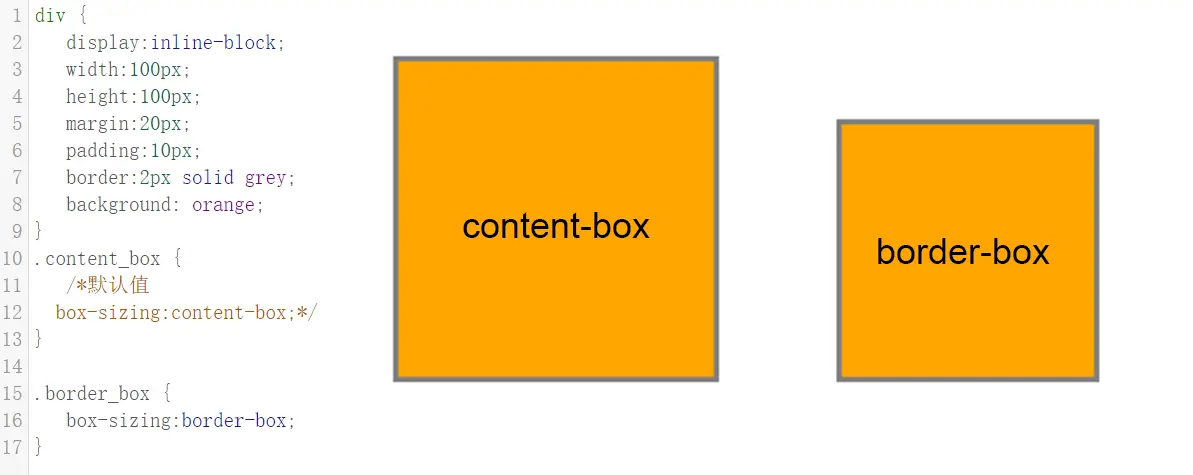 1 div {
2    display:inline-block;
3    width:100px;
4    height:100px;
5    margin:20px;
6    padding:10px;
7    border:2px solid grey;
8    background: orange;
9 }
10 .content_box {
11    /*默认值
12   box-sizing:content-box;*/
13 }
14
15 .border_box {
16    box-sizing:border-box;
17 }
content-box
border-box